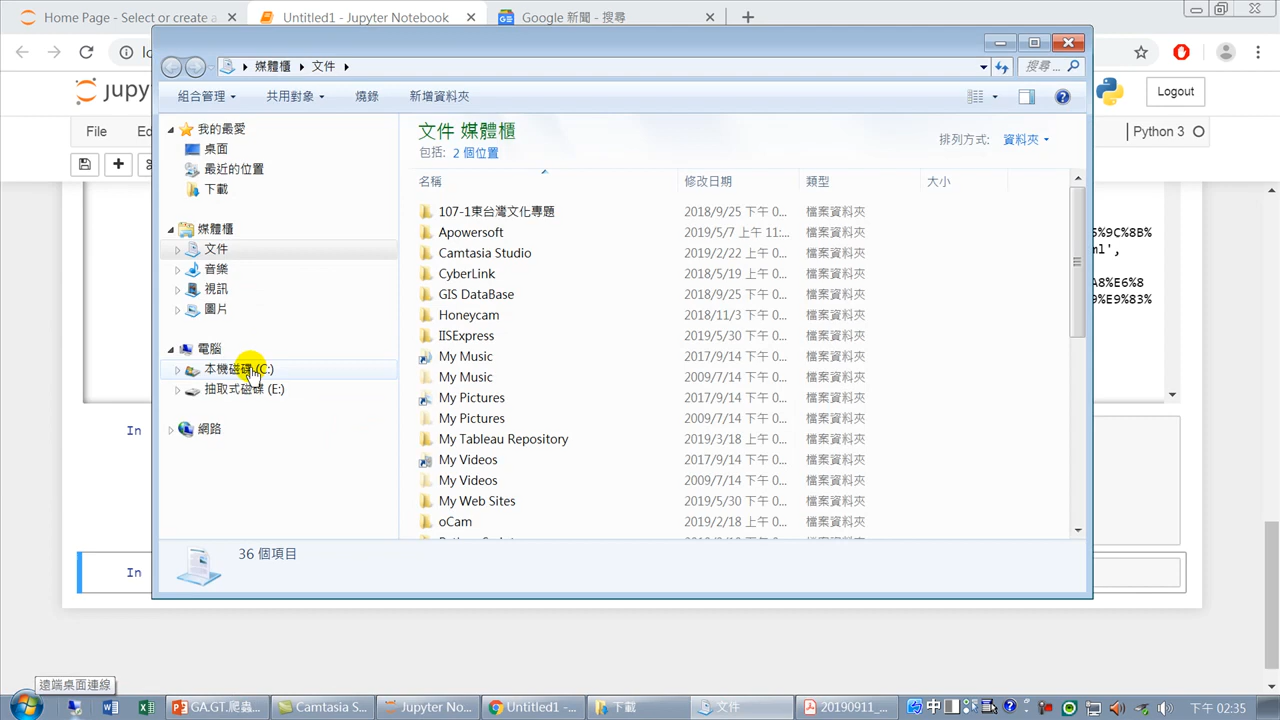 Home Page - Select or create a
Untitled1 - Jupyter Notebook
Google 新聞 - 搜尋
媒體櫃
文件
搜尋...
jupy
Logout
組合管理
共用對象
燒錄
新增資料夾
File
Python 3
我的最愛
桌面
最近的位置
下載
媒體櫃
文件
音樂
視訊
圖片
電腦
本機磁碟 (C:)
抽取式磁碟 (E:)
網路
文件 媒體櫃
包括: 2 個位置
排列方式: 資料夾
名稱 修改日期 類型 大小
107-1東台灣文化專題 2018/9/25 下午 0... 檔案資料夾
Apowersoft 2019/5/7 上午 11:... 檔案資料夾
Camtasia Studio 2019/2/22 上午 0... 檔案資料夾
CyberLink 2018/5/19 上午 0... 檔案資料夾
GIS DataBase 2018/9/25 下午 0... 檔案資料夾
Honeycam 2018/11/3 下午 0... 檔案資料夾
IISExpress 2019/5/30 下午 0... 檔案資料夾
My Music 2017/9/14 下午 0... 檔案資料夾
My Music 2009/7/14 下午 0... 檔案資料夾
My Pictures 2017/9/14 下午 0... 檔案資料夾
My Pictures 2009/7/14 下午 0... 檔案資料夾
My Tableau Repository 2019/3/18 上午 0... 檔案資料夾
My Videos 2017/9/14 下午 0... 檔案資料夾
My Videos 2009/7/14 下午 0... 檔案資料夾
My Web Sites 2019/5/30 下午 0... 檔案資料夾
oCam 2019/2/18 上午 0... 檔案資料夾
36 個項目
5%9C%8B%
ml',
A8%E6%8
9%E9%83%
In
In
遠端桌面連線
GA.GT.爬蟲...
Camtasia S...
Jupyter No...
Untitled1 -...
下載
文件
20190911_...
中
下午 02:35